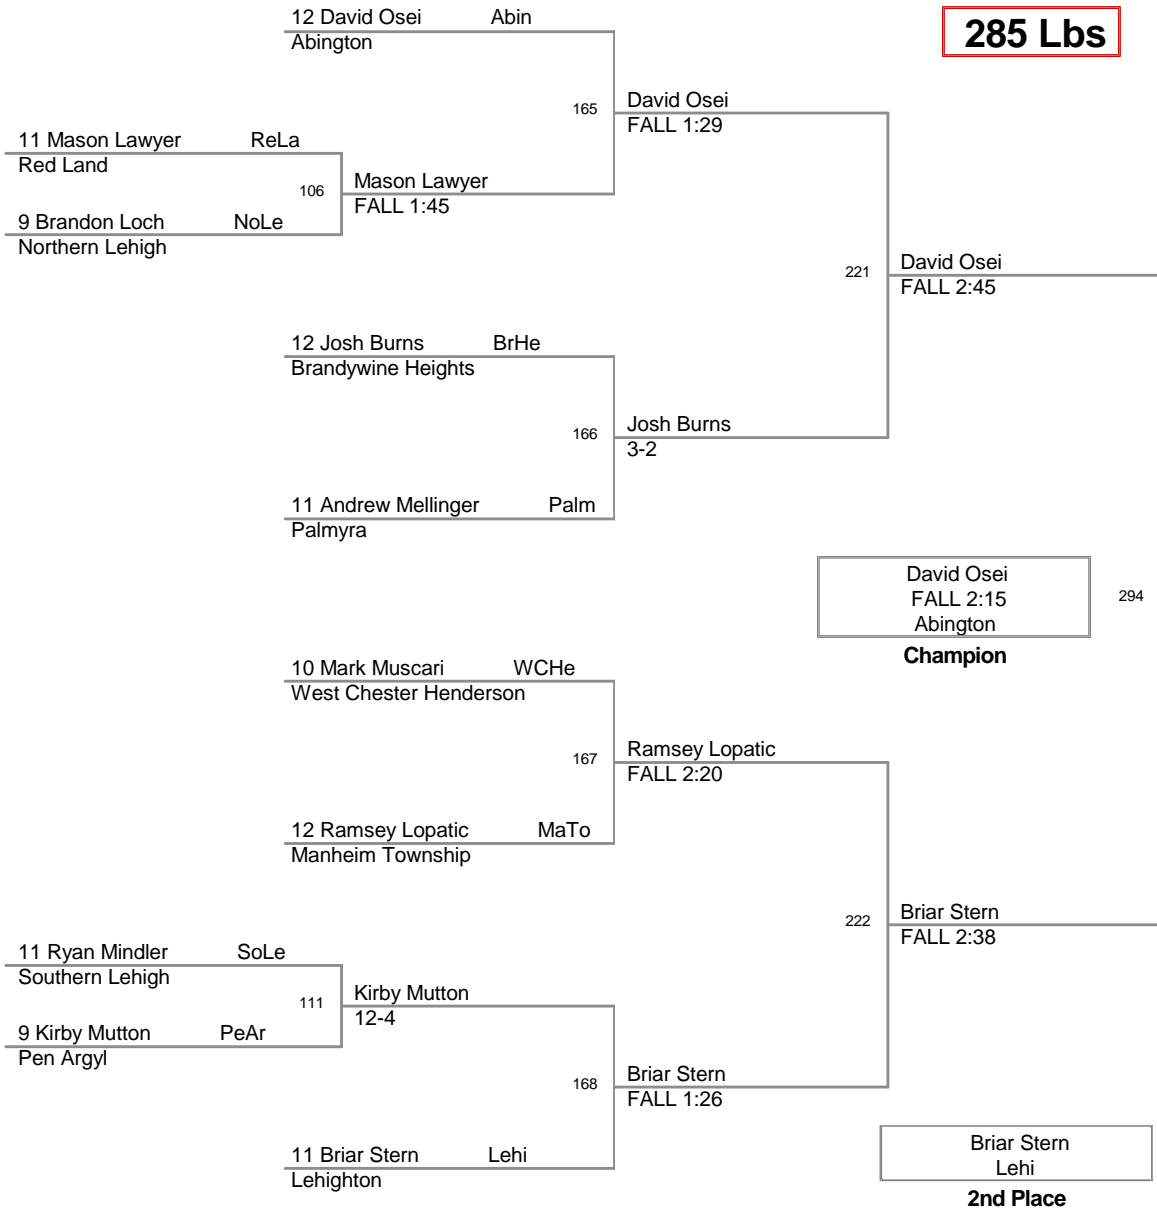 285 Lbs
12 David Osei Abin
Abington
165
David Osei
FALL 1:29
11 Mason Lawyer ReLa
Red Land
106
Mason Lawyer
FALL 1:45
9 Brandon Loch NoLe
Northern Lehigh
221
David Osei
FALL 2:45
12 Josh Burns BrHe
Brandywine Heights
166
Josh Burns
3-2
11 Andrew Mellinger Palm
Palmyra
David Osei
FALL 2:15
Abington
294
Champion
10 Mark Muscari WCHe
West Chester Henderson
167
Ramsey Lopatic
FALL 2:20
12 Ramsey Lopatic MaTo
Manheim Township
222
Briar Stern
FALL 2:38
11 Ryan Mindler SoLe
Southern Lehigh
111
Kirby Mutton
12-4
9 Kirby Mutton PeAr
Pen Argyl
168
Briar Stern
FALL 1:26
11 Briar Stern Lehi
Lehighton
Briar Stern
Lehi
2nd Place